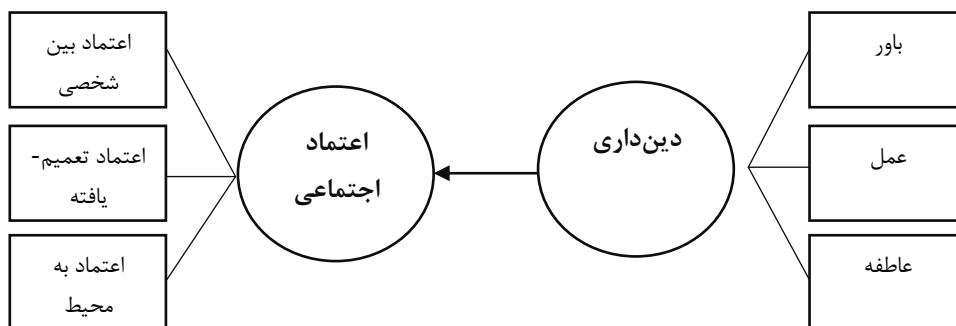 باور
عمل
عاطفه
دین‌داری
اعتماد
اجتماعی
اعتماد بین
شخصی
اعتماد تعمیم-
یافته
اعتماد به
محیط